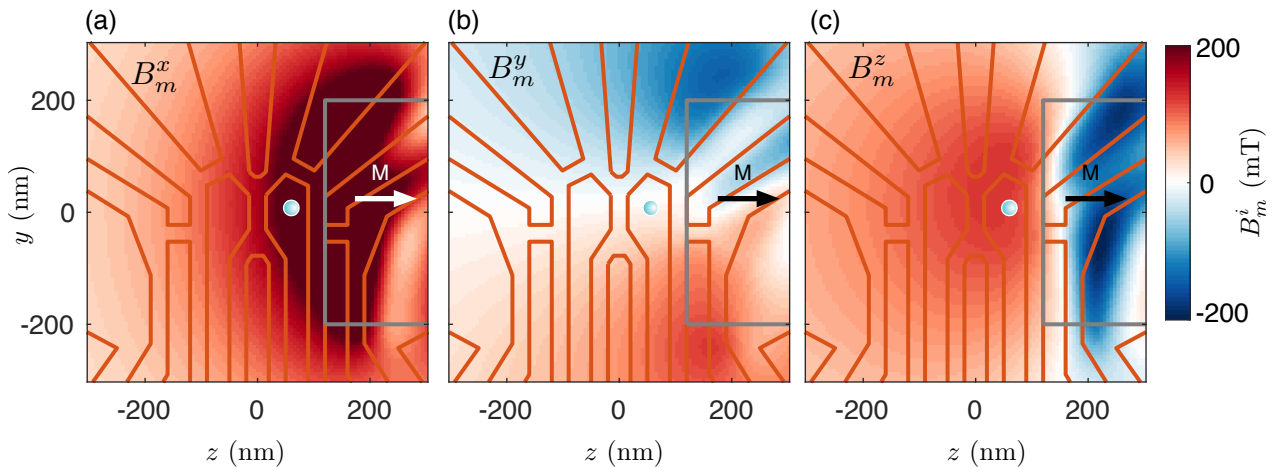 (a) (b) (c)
B_m^x B_m^y B_m^z
M M M
y (nm)
200
0
-200
-200 0 200
-200 0 200
-200 0 200
z (nm) z (nm) z (nm)
200
0
-200
B_m^i (mT)